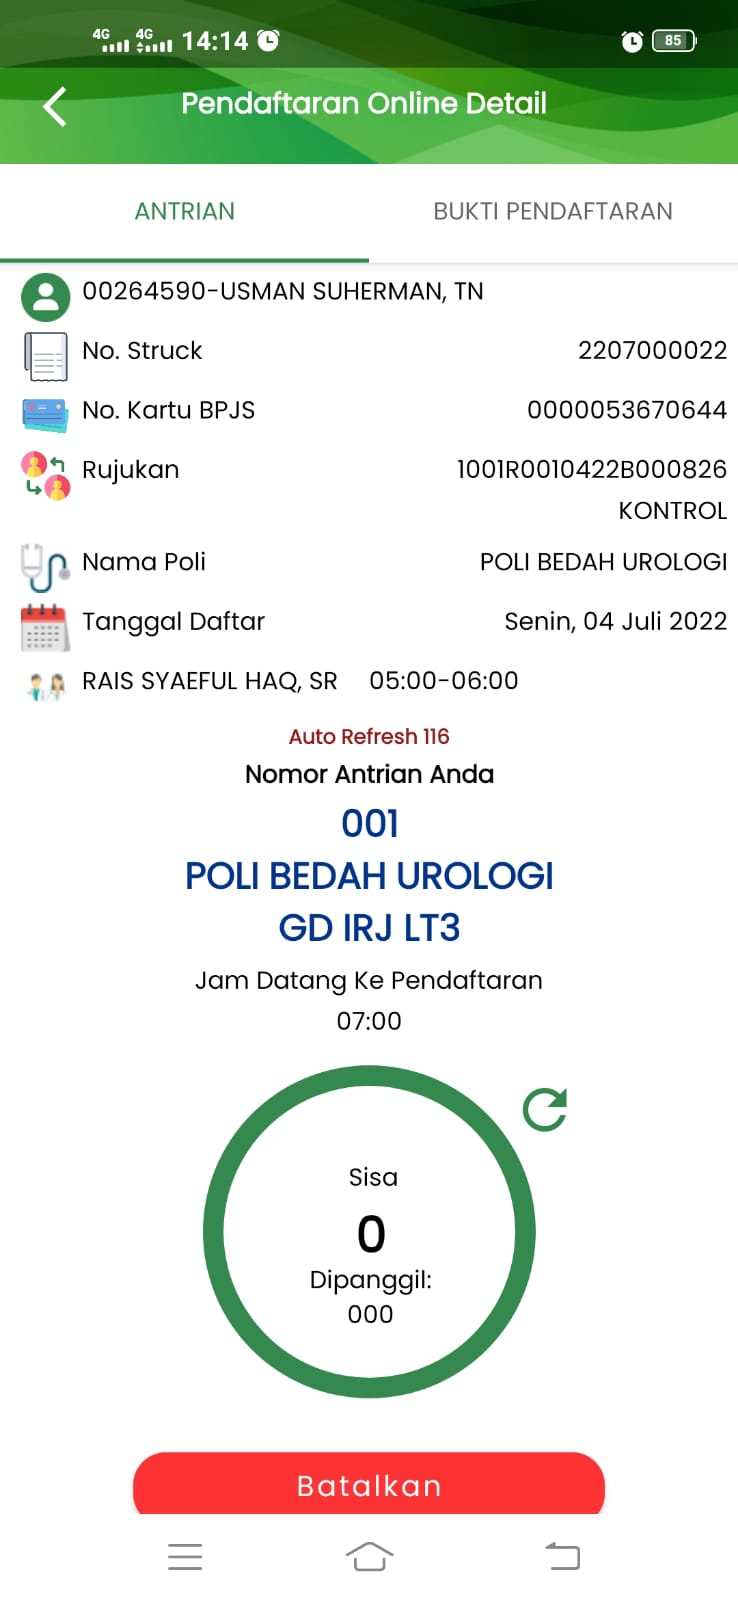 4G 4G 14:14 85
Pendaftaran Online Detail
ANTRIAN BUKTI PENDAFTARAN
00264590-USMAN SUHERMAN, TN
No. Struck 2207000022
No. Kartu BPJS 0000053670644
Rujukan 1001R0010422B000826
KONTROL
Nama Poli POLI BEDAH UROLOGI
Tanggal Daftar Senin, 04 Juli 2022
RAIS SYAEFUL HAQ, SR 05:00-06:00
Auto Refresh 116
Nomor Antrian Anda
001
POLI BEDAH UROLOGI
GD IRJ LT3
Jam Datang Ke Pendaftaran
07:00
Sisa
0
Dipanggil:
000
Batalkan